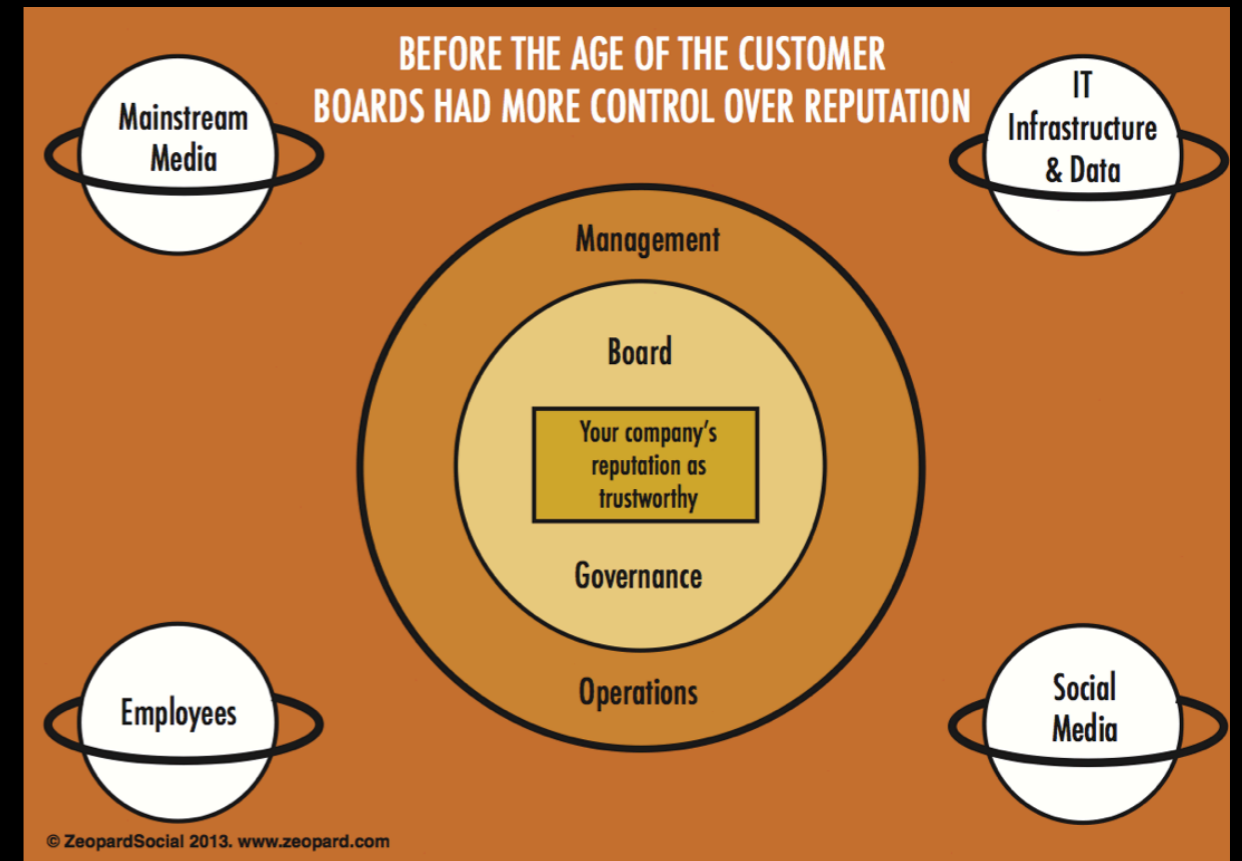 BEFORE THE AGE OF THE CUSTOMER
BOARDS HAD MORE CONTROL OVER REPUTATION
Mainstream
Media
IT
Infrastructure
& Data
Management
Board
Your company's
reputation as
trustworthy
Governance
Operations
Employees
Social
Media
© ZeopardSocial 2013. www.zeopard.com